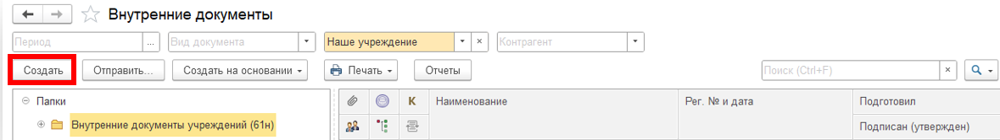 Внутренние документы
Период ... Вид документа Наше учреждение × Контрагент
Создать Отправить... Создать на основании Печать Отчеты Поиск (Ctrl+F) ×
Папки К Наименование Рег. № и дата Подготовил
Внутренние документы учреждений (61н) Подписан (утвержден)